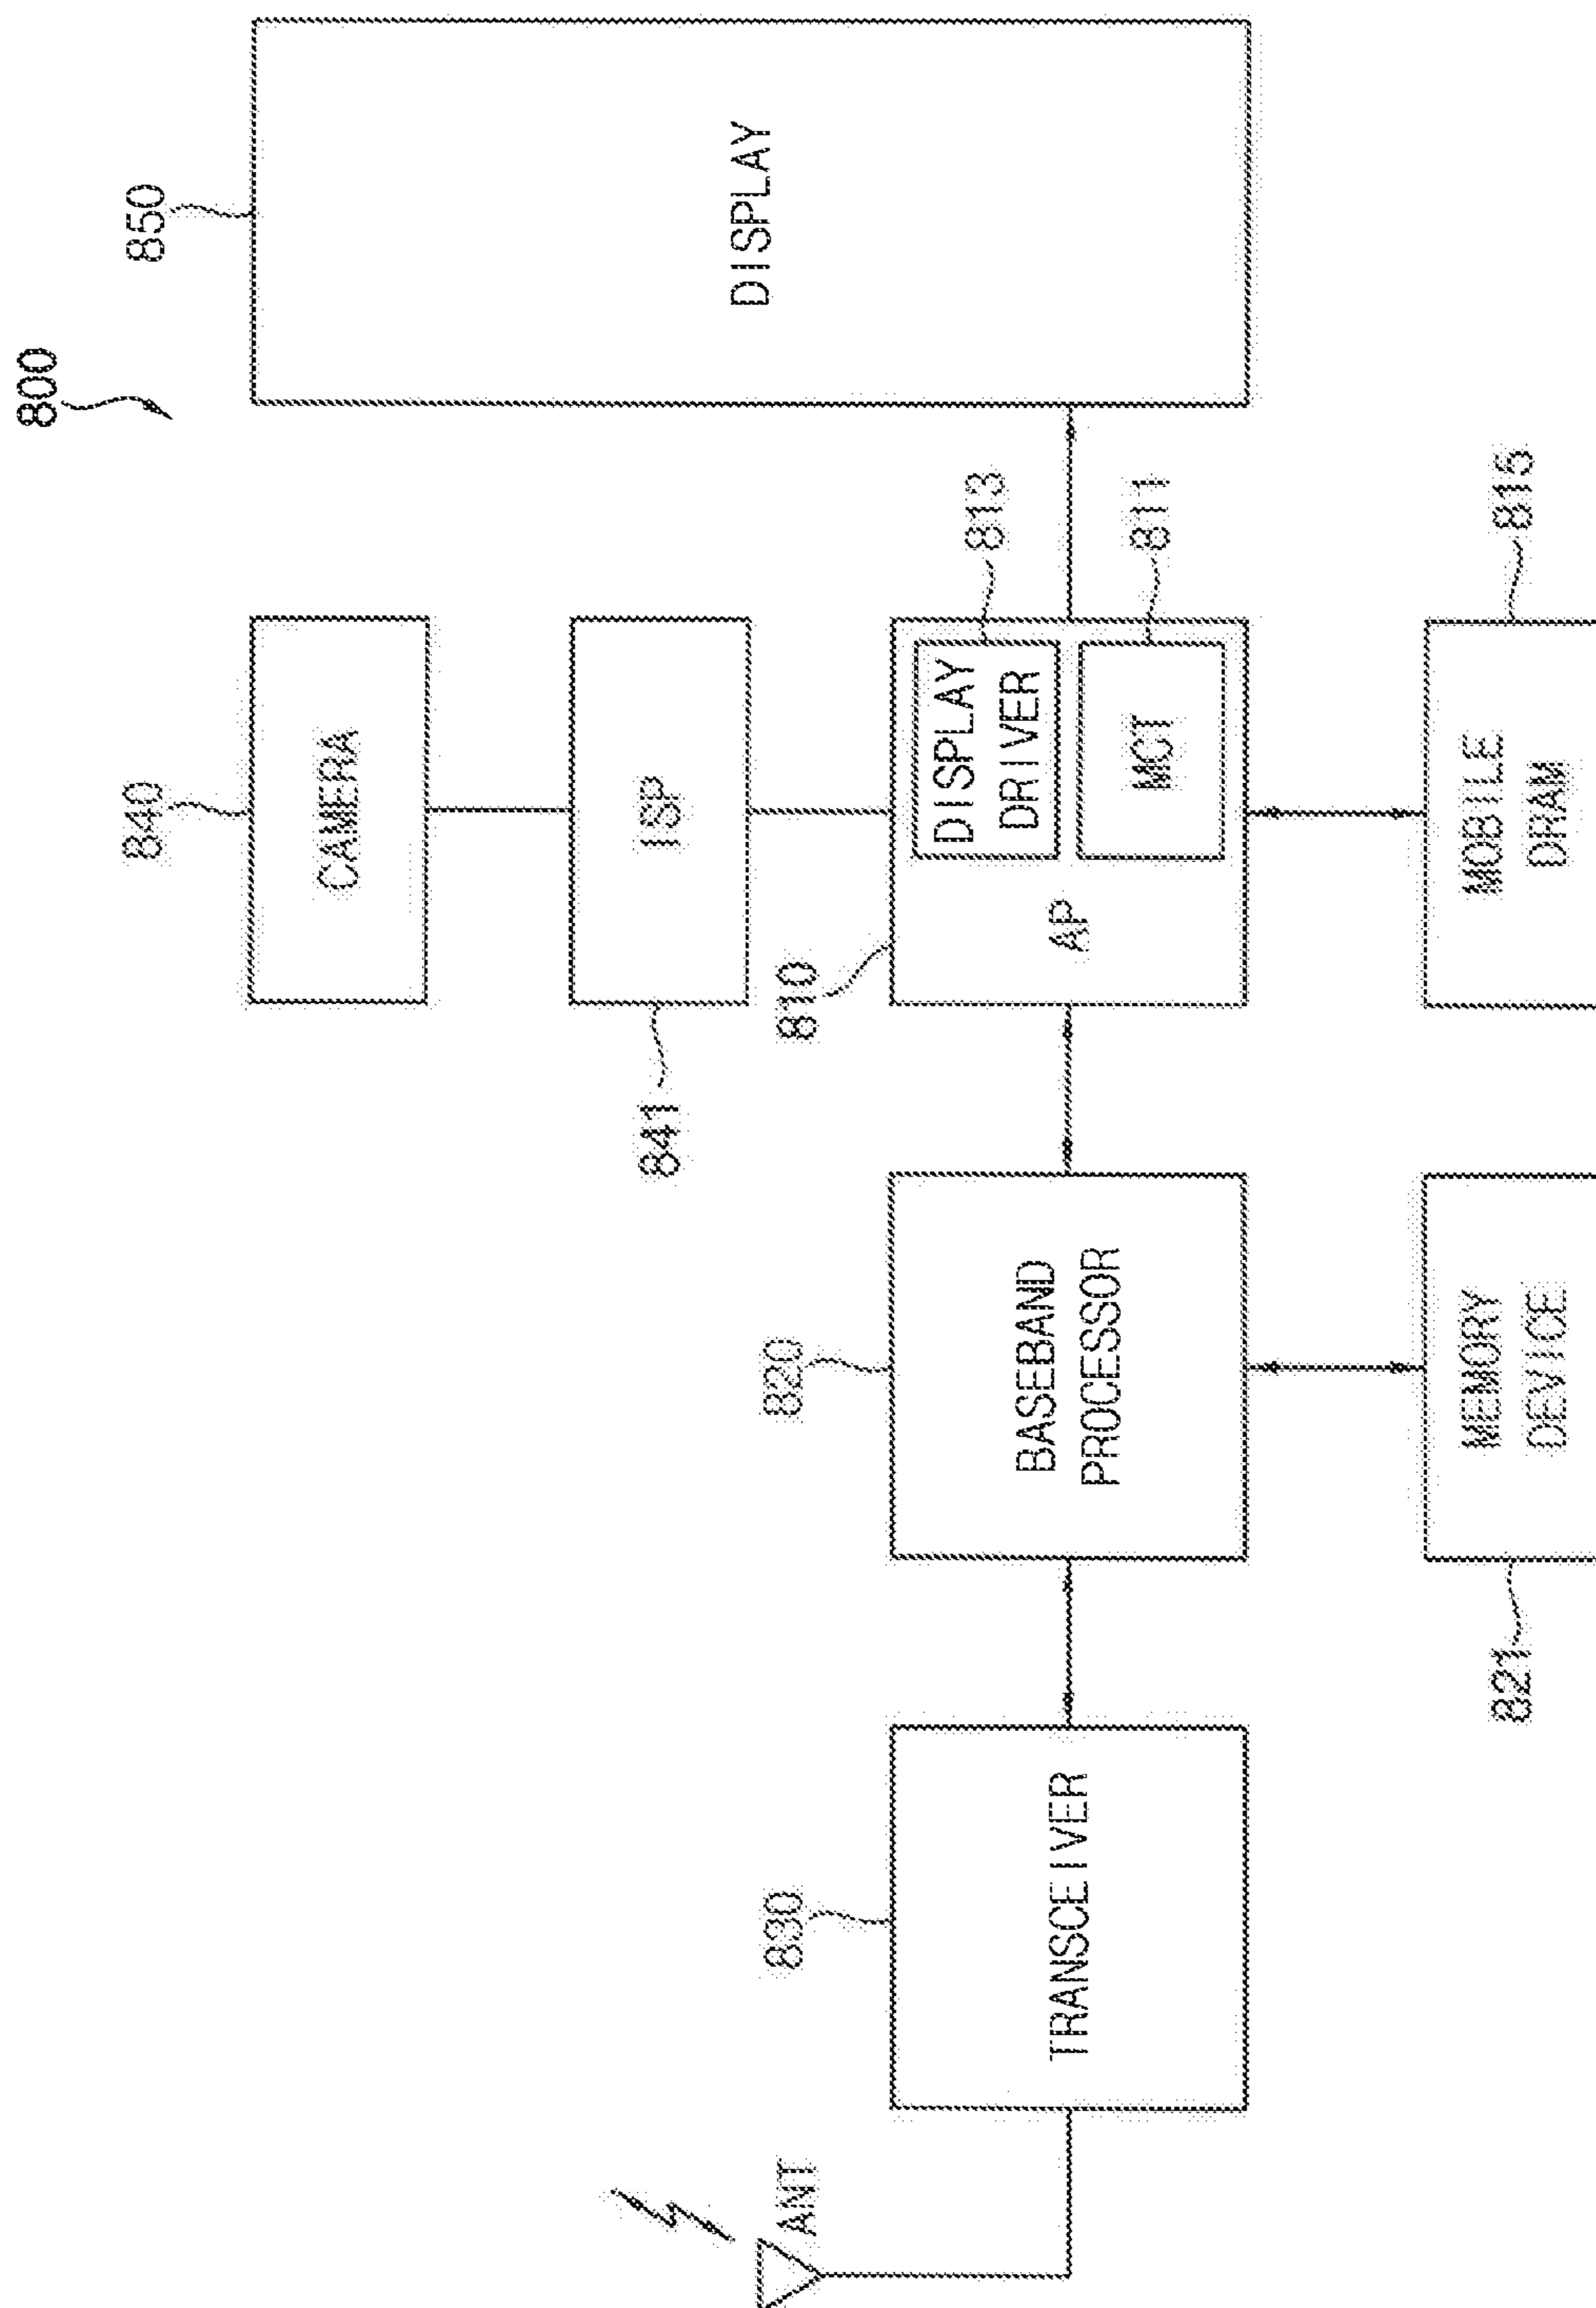 800
840
850
CAMERA
841
ISP
DISPLAY
830
820
810
813
ANT
DISPLAY
DRIVER
TRANSCEIVER
BASEBAND
PROCESSOR
AP
MCT
811
821
815
MEMORY
DEVICE
MOBILE
DRAM